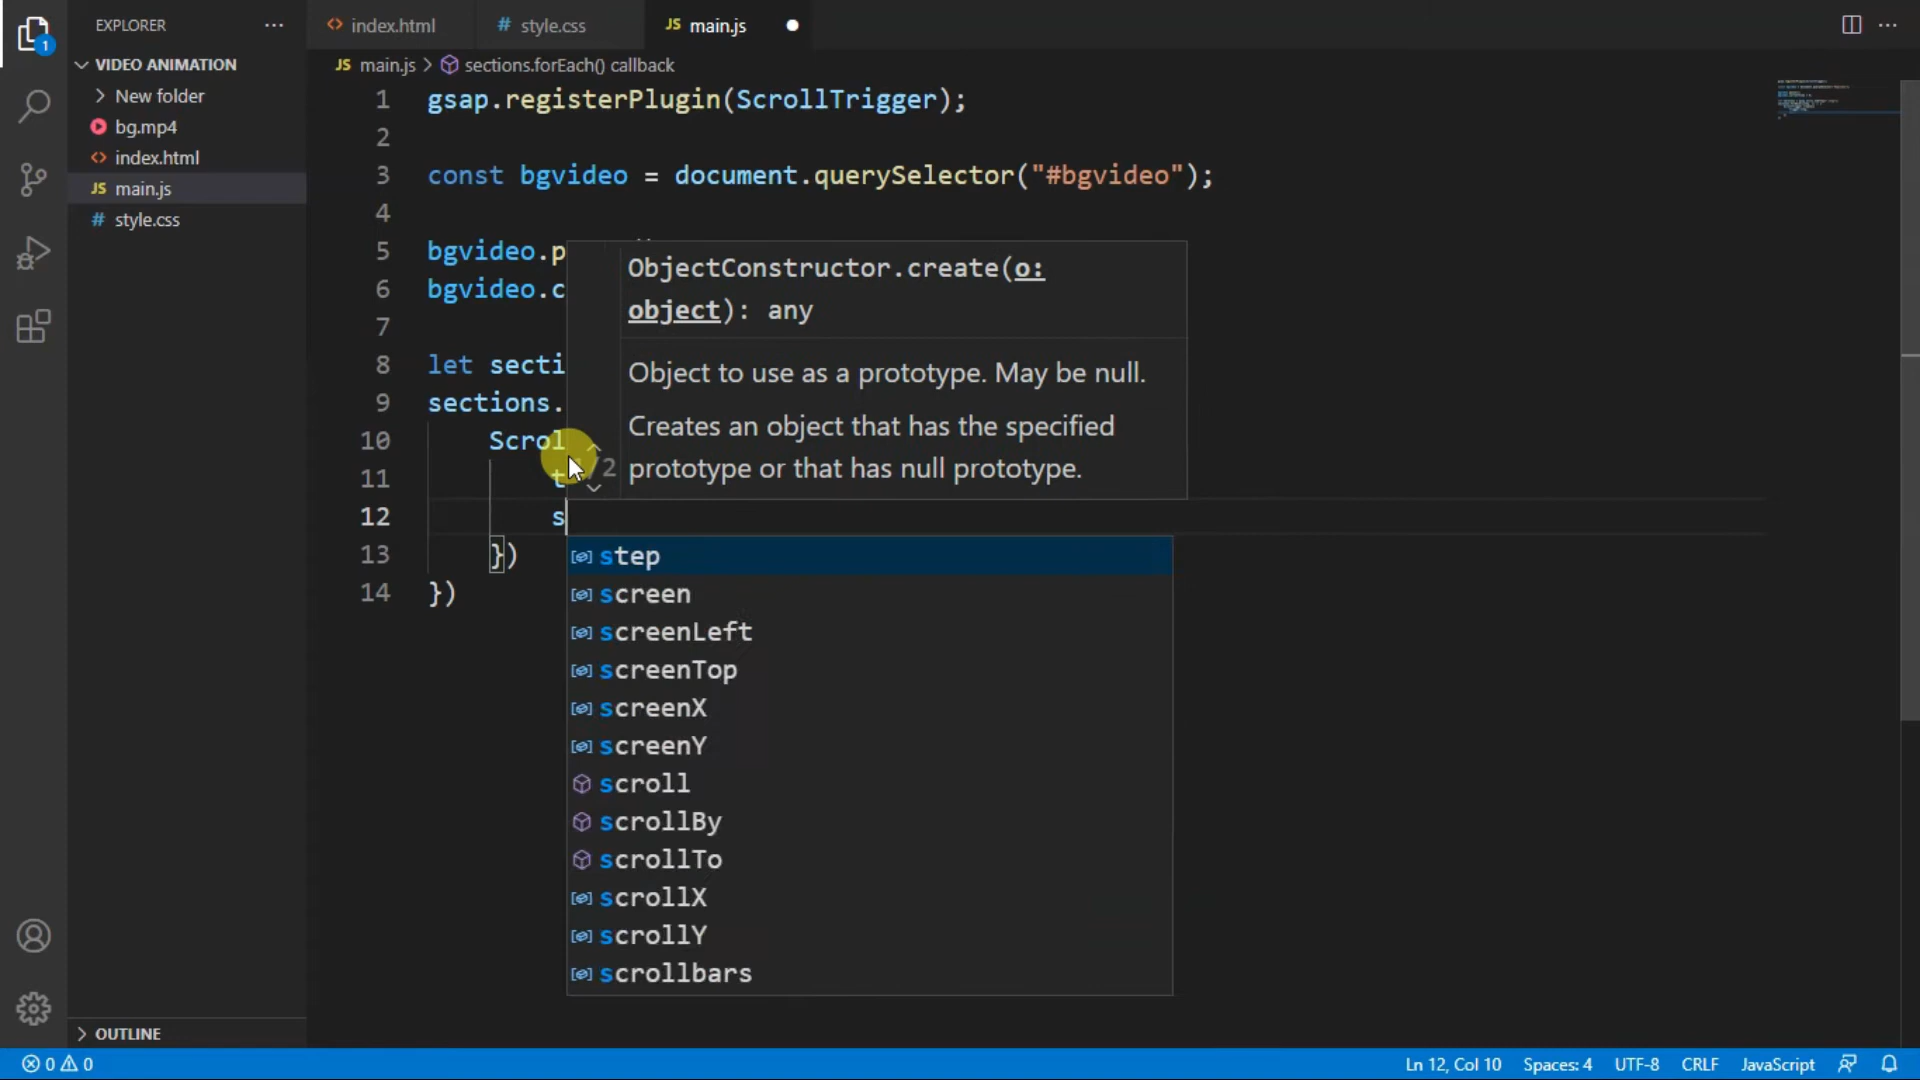 EXPLORER
index.html
style.css
JS main.js
1
VIDEO ANIMATION
JS main.js > sections.forEach() callback
New folder
bg.mp4
index.html
JS main.js
# style.css
1 gsap.registerPlugin(ScrollTrigger);
2
3 const bgvideo = document.querySelector("#bgvideo");
4
5 bgvideo.p
6 bgvideo.c
7
8 let secti
9 sections.
10 Scrol
11 t
12 s
13 })
14 })
ObjectConstructor.create(o:
object): any
Object to use as a prototype. May be null.
Creates an object that has the specified
/2 prototype or that has null prototype.
step
screen
screenLeft
screenTop
screenX
screenY
scroll
scrollBy
scrollTo
scrollX
scrollY
scrollbars
OUTLINE
0 0
Ln 12, Col 10 Spaces: 4 UTF-8 CRLF JavaScript